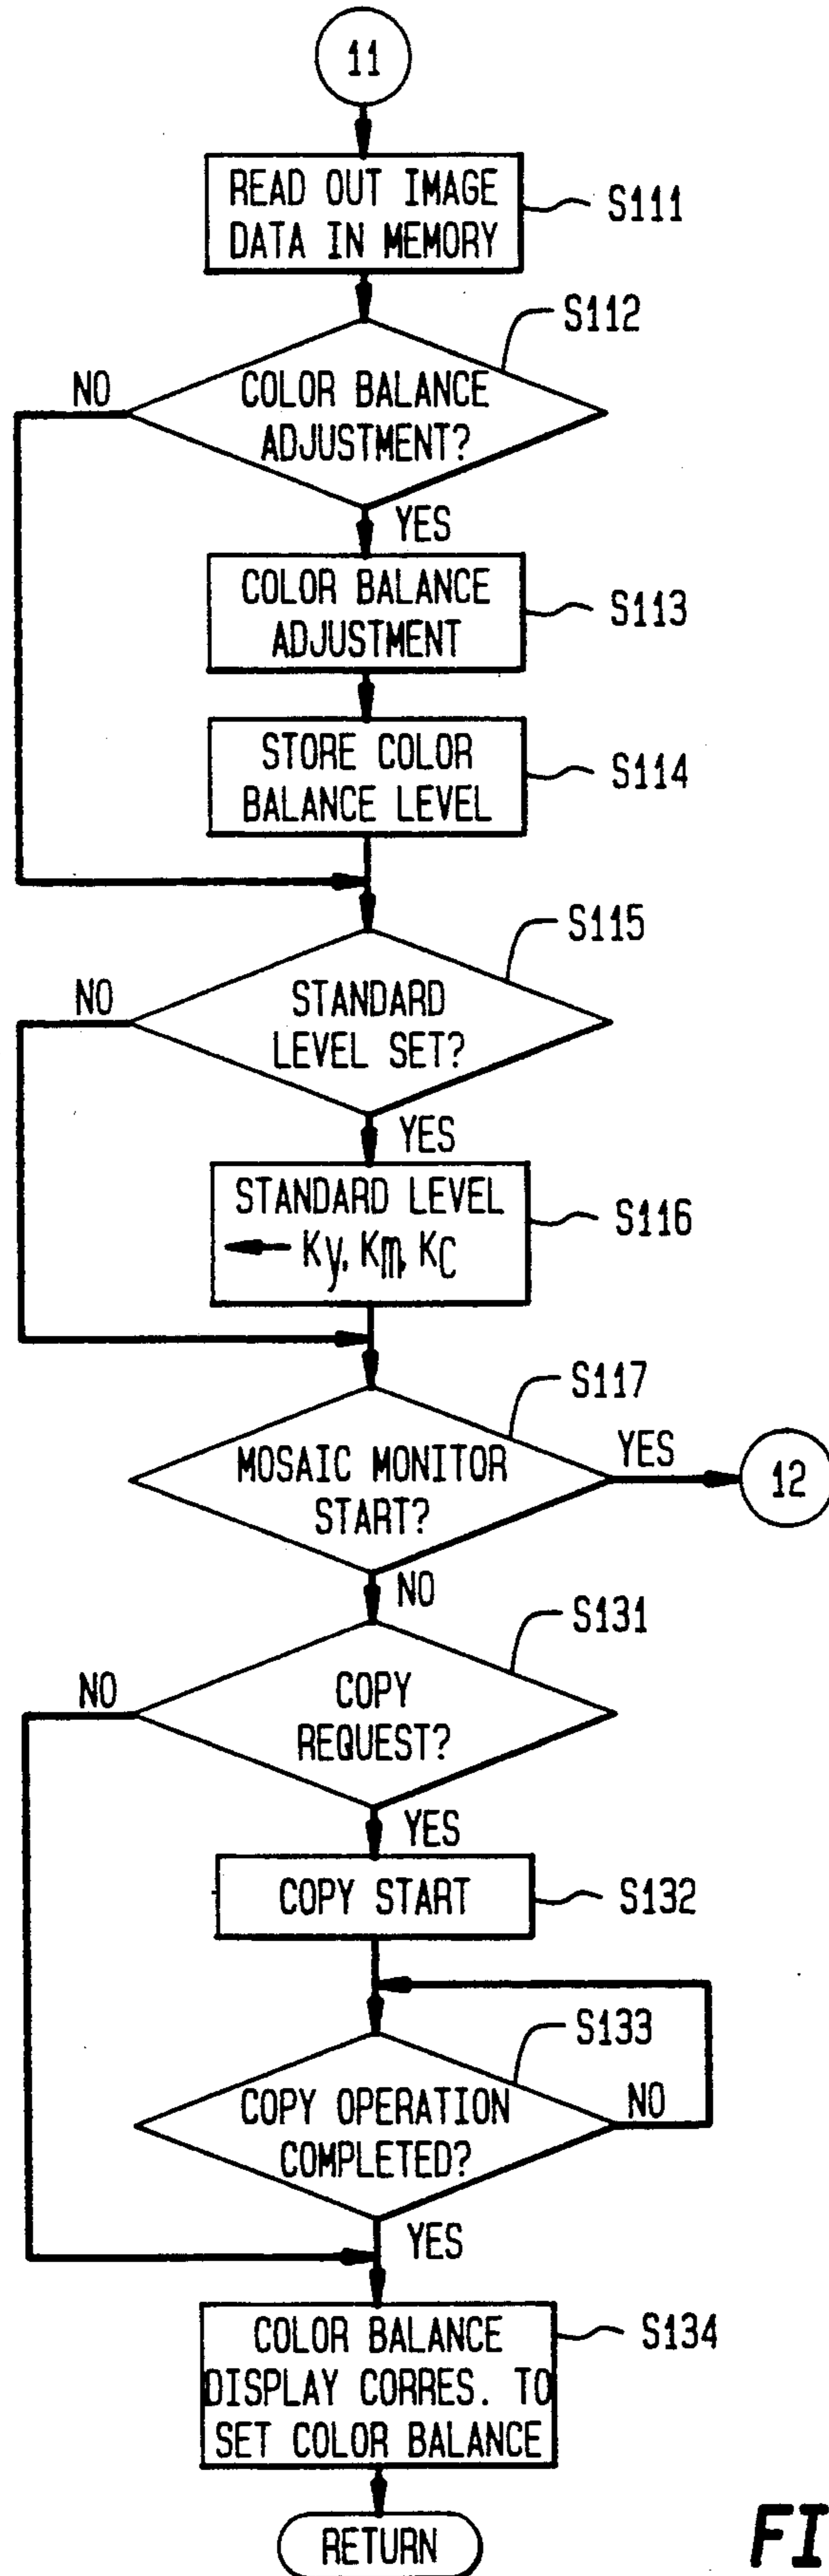 11
READ OUT IMAGE
DATA IN MEMORY
S111
S112
NO
COLOR BALANCE
ADJUSTMENT?
YES
COLOR BALANCE
ADJUSTMENT
S113
STORE COLOR
BALANCE LEVEL
S114
S115
NO
STANDARD
LEVEL SET?
YES
STANDARD LEVEL
← Ky, Km, Kc
S116
S117
MOSAIC MONITOR
START?
YES
12
NO
S131
NO
COPY
REQUEST?
YES
COPY START
S132
S133
COPY OPERATION
COMPLETED?
NO
YES
COLOR BALANCE
DISPLAY CORRES. TO
SET COLOR BALANCE
S134
RETURN
FI